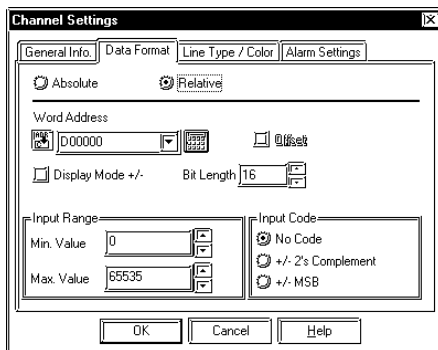 Channel Settings
General Info. Data Format Line Type / Color Alarm Settings
Absolute Relative
Word Address
D00000 Offset
Display Mode +/- Bit Length 16
Input Range Input Code
Min. Value 0 No Code
+/- 2's Complement
Max. Value 65535 +/- MSB
OK Cancel Help